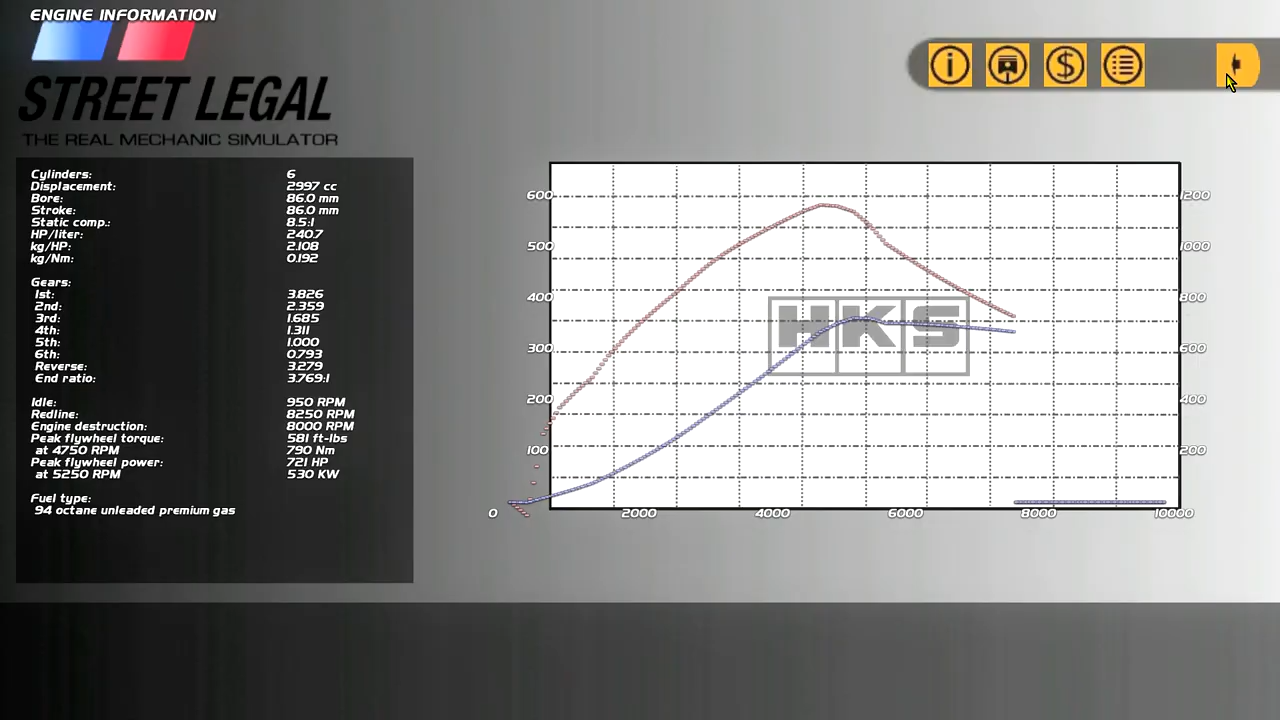 ENGINE INFORMATION
STREET LEGAL
THE REAL MECHANIC SIMULATOR
Cylinders: 6
Displacement: 2997 cc
Bore: 86.0 mm
Stroke: 86.0 mm
Static comp.: 8.5:1
HP/liter: 240.7
kg/HP: 2.108
kg/Nm: 0.192
Gears:
1st: 3.826
2nd: 2.359
3rd: 1.685
4th: 1.311
5th: 1.000
6th: 0.793
Reverse: 3.279
End ratio: 3.769:1
Idle: 950 RPM
Redline: 8250 RPM
Engine destruction: 8000 RPM
Peak flywheel torque: 581 ft-lbs
at 4750 RPM 790 Nm
Peak flywheel power: 721 HP
at 5250 RPM 530 KW
Fuel type:
94 octane unleaded premium gas
600 1200
500 1000
400 800
HKS
300 600
200 400
100 200
0 2000 4000 6000 8000 10000